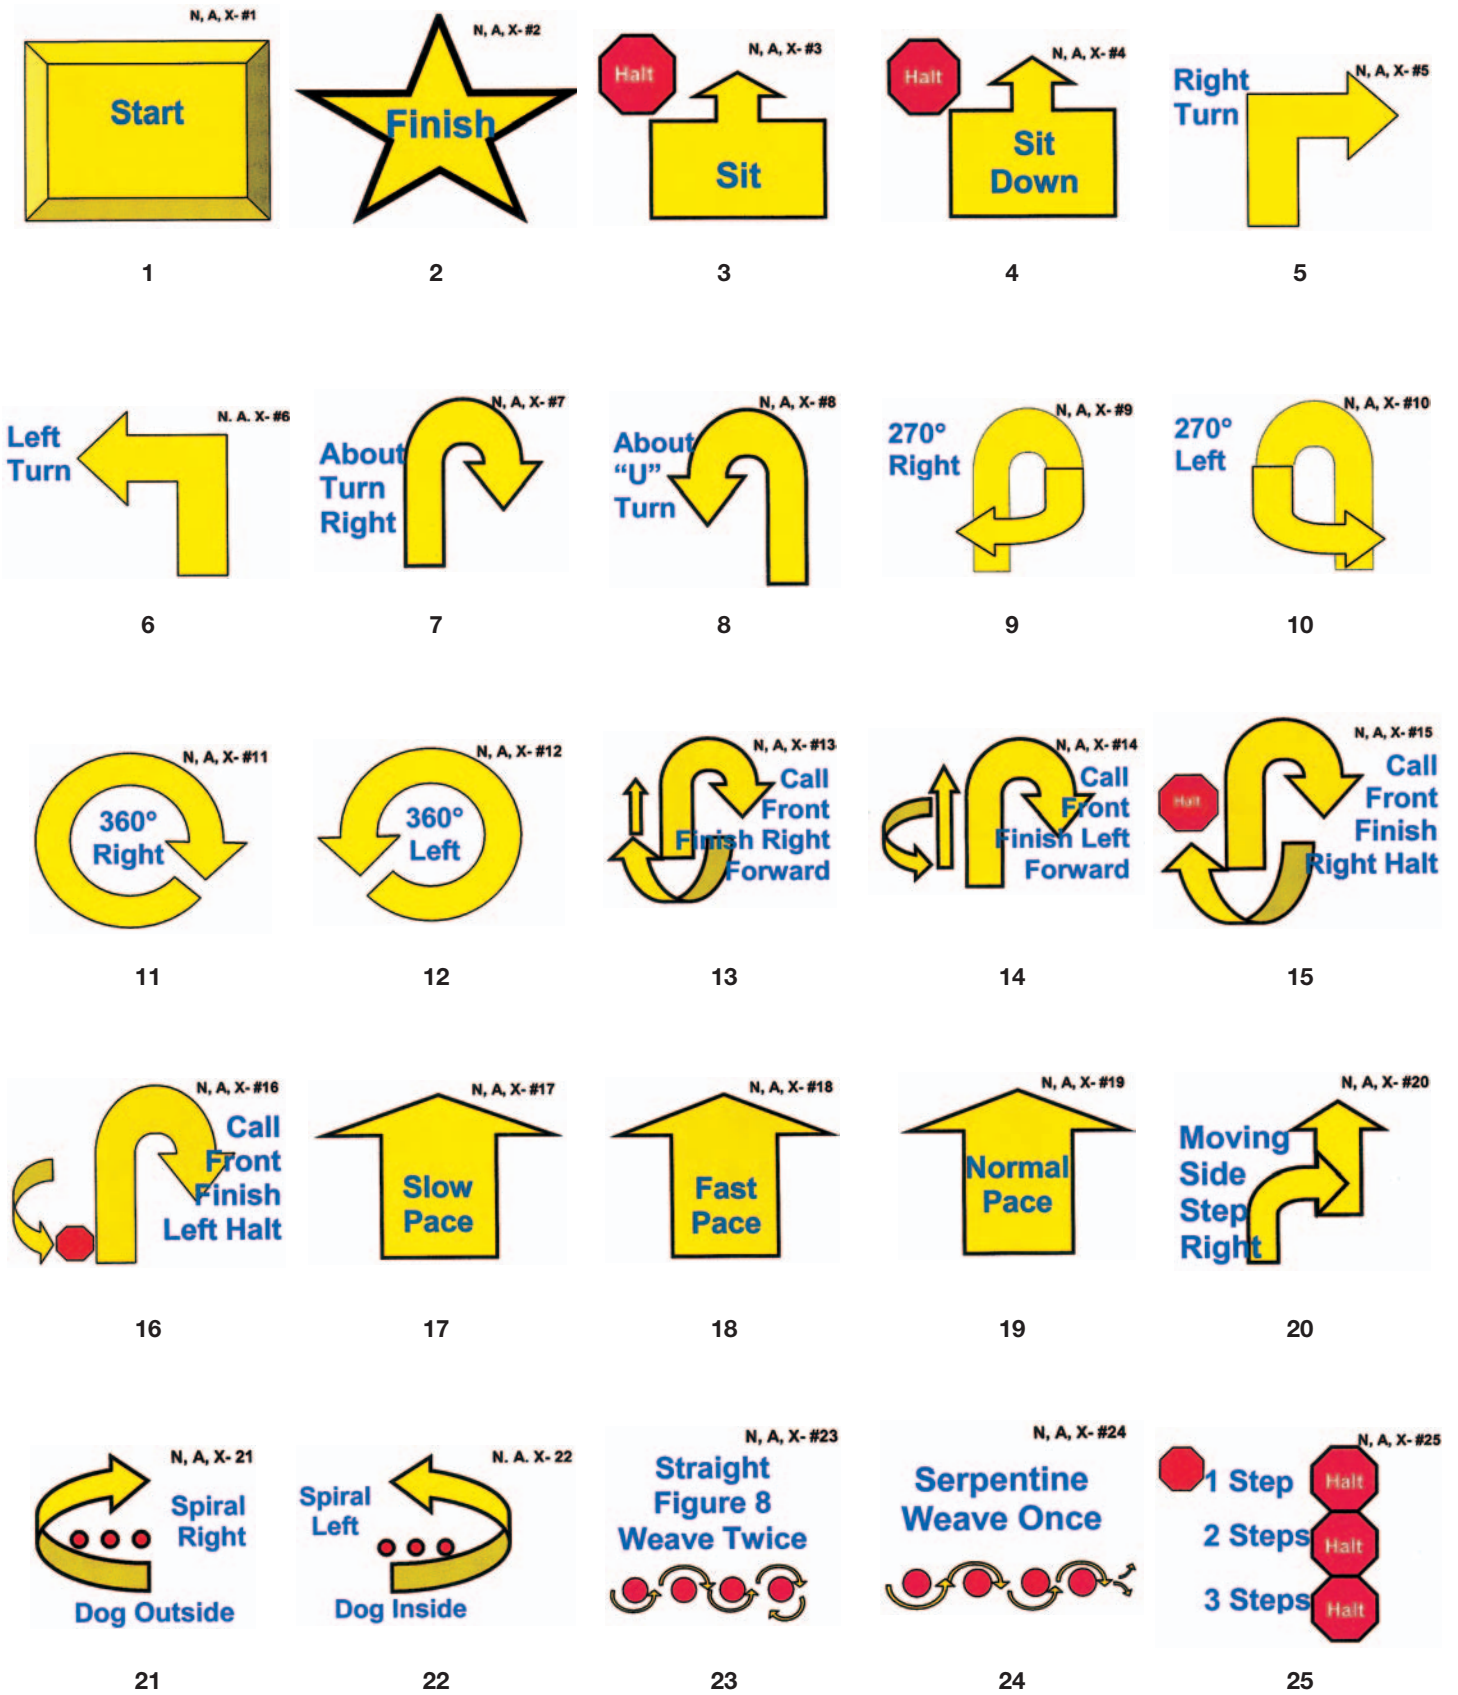 N, A, X- #1
Start
1
N, A, X- #2
Finish
2
N, A, X- #3
Halt
Sit
3
N, A, X- #4
Halt
Sit
Down
4
N, A, X- #5
Right
Turn
5
N. A. X- #6
Left
Turn
6
N, A, X- #7
About
Turn
Right
7
N, A, X- #8
About
“U”
Turn
8
N, A, X- #9
270°
Right
9
N, A, X- #10
270°
Left
10
N, A, X- #11
360°
Right
11
N, A, X- #12
360°
Left
12
N, A, X- #13
Call
Front
Finish Right
Forward
13
N, A, X- #14
Call
Front
Finish Left
Forward
14
N, A, X- #15
Halt
Call
Front
Finish
Right Halt
15
N, A, X- #16
Call
Front
Finish
Left Halt
16
N, A, X- #17
Slow
Pace
17
N, A, X- #18
Fast
Pace
18
N, A, X- #19
Normal
Pace
19
N, A, X- #20
Moving
Side
Step
Right
20
N, A, X- 21
Spiral
Right
Dog Outside
21
N. A. X- 22
Spiral
Left
Dog Inside
22
N, A, X- #23
Straight
Figure 8
Weave Twice
23
N, A, X- #24
Serpentine
Weave Once
24
N, A, X- #25
1 Step Halt
2 Steps Halt
3 Steps Halt
25